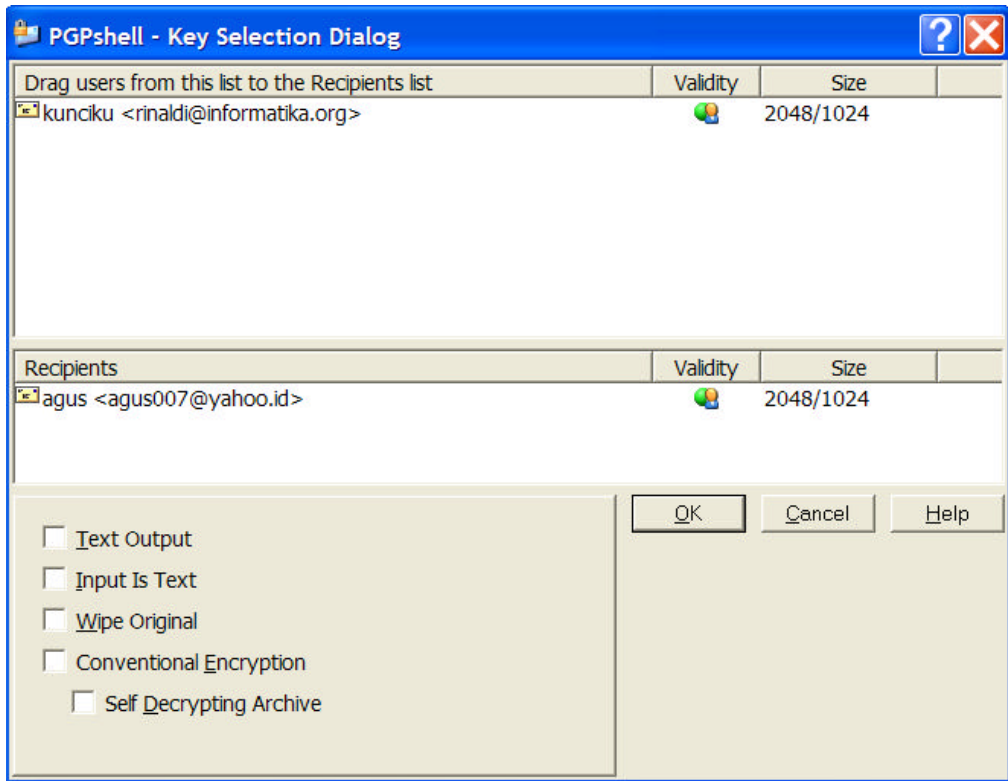 PGPshell - Key Selection Dialog
Drag users from this list to the Recipients list Validity Size
kunciku <rinaldi@informatika.org> 2048/1024
Recipients Validity Size
agus <agus007@yahoo.id> 2048/1024
OK Cancel Help
Text Output
Input Is Text
Wipe Original
Conventional Encryption
Self Decrypting Archive